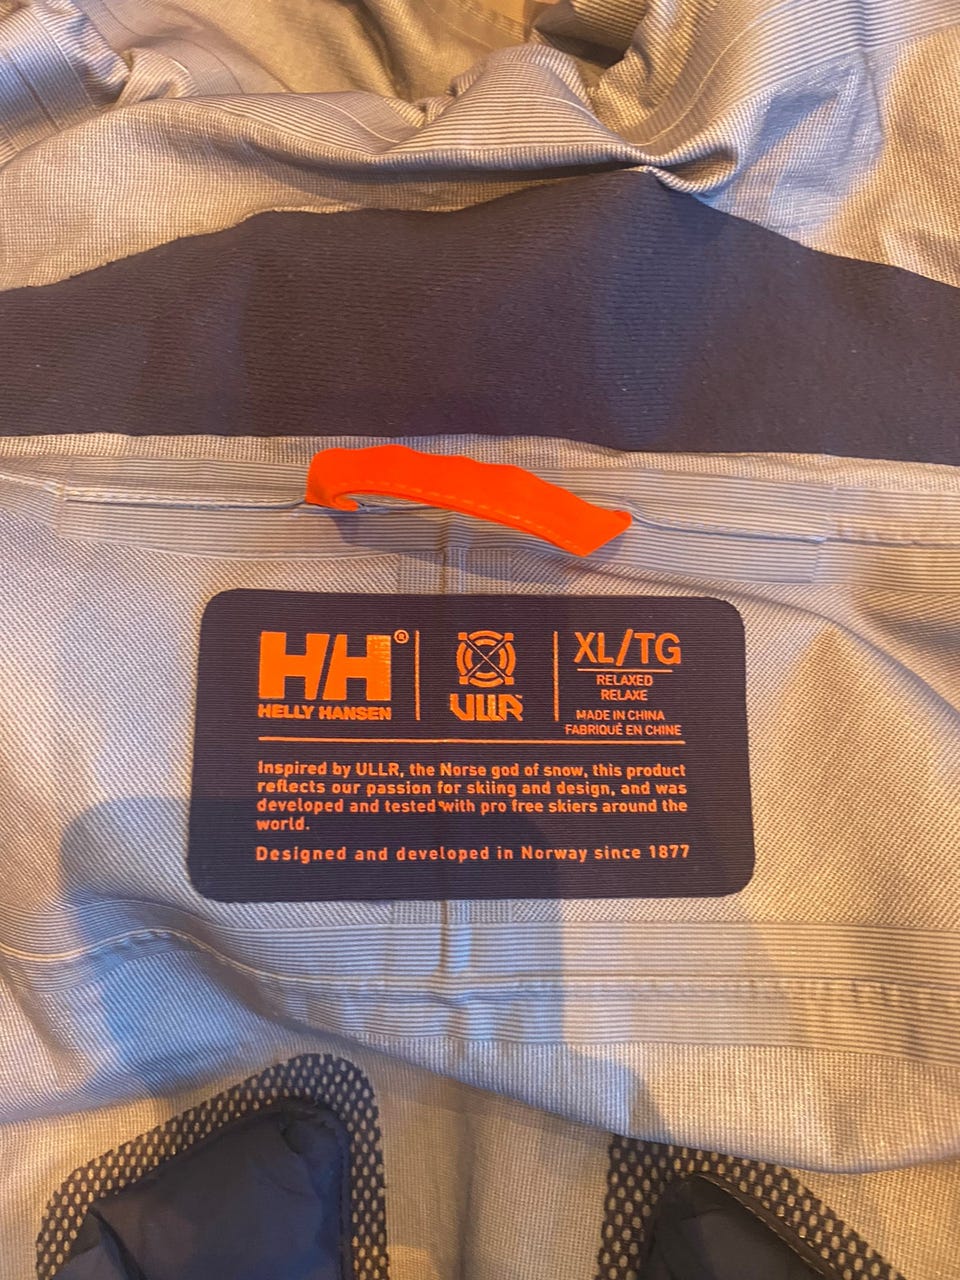 HH®
HELLY HANSEN
ULLR™
XL/TG
RELAXED
RELAXE
MADE IN CHINA
FABRIQUÉ EN CHINE
Inspired by ULLR, the Norse god of snow, this product
reflects our passion for skiing and design, and was
developed and tested with pro free skiers around the
world.
Designed and developed in Norway since 1877